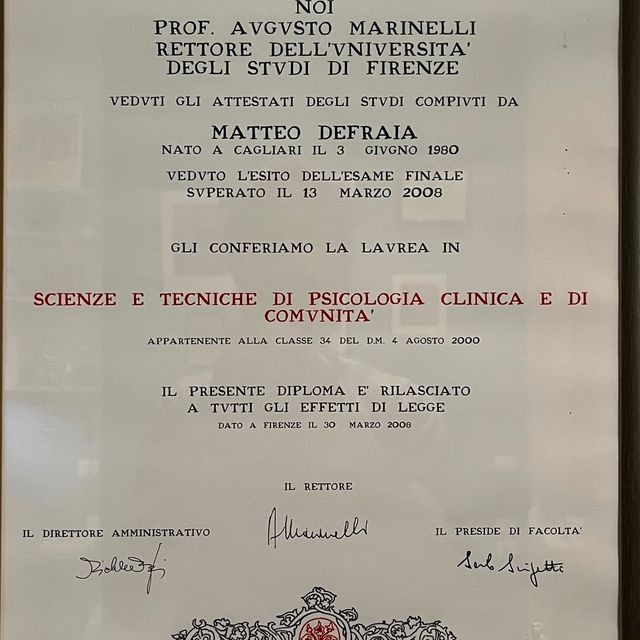 NOI
PROF. AVGVSTO MARINELLI
RETTORE DELL'VNIVERSITA'
DEGLI STVDI DI FIRENZE
VEDVTI GLI ATTESTATI DEGLI STVDI COMPIVTI DA
MATTEO DEFRAIA
NATO A CAGLIARI IL 3 GIVGNO 1980
VEDVTO L'ESITO DELL'ESAME FINALE
SVPERATO IL 13 MARZO 2008
GLI CONFERIAMO LA LAVREA IN
SCIENZE E TECNICHE DI PSICOLOGIA CLINICA E DI
COMVNITA'
APPARTENENTE ALLA CLASSE 34 DEL D.M. 4 AGOSTO 2000
IL PRESENTE DIPLOMA E' RILASCIATO
A TVTTI GLI EFFETTI DI LEGGE
DATO A FIRENZE IL 30 MARZO 2008
IL RETTORE
IL DIRETTORE AMMINISTRATIVO
IL PRESIDE DI FACOLTA'